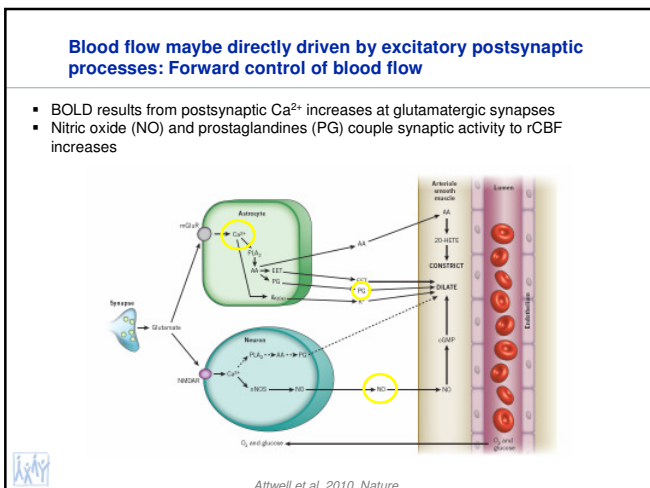 Blood flow maybe directly driven by excitatory postsynaptic
processes: Forward control of blood flow
▪ BOLD results from postsynaptic Ca²⁺ increases at glutamatergic synapses
▪ Nitric oxide (NO) and prostaglandines (PG) couple synaptic activity to rCBF
increases
Arteriole
smooth
muscle
Lumen
Astrocyte
mGluR
Ca²⁺
PLA₂
AA
EET
PG
AA
AA
20-HETE
CONSTRICT
DILATE
PG
K⁺
Synapse
Glutamate
Endothelium
Neuron
PLA₂
AA
PG
cGMP
NMDAR
Ca²⁺
nNOS
NO
NO
NO
O₂ and glucose
O₂ and
glucose
Attwell et al. 2010, Nature